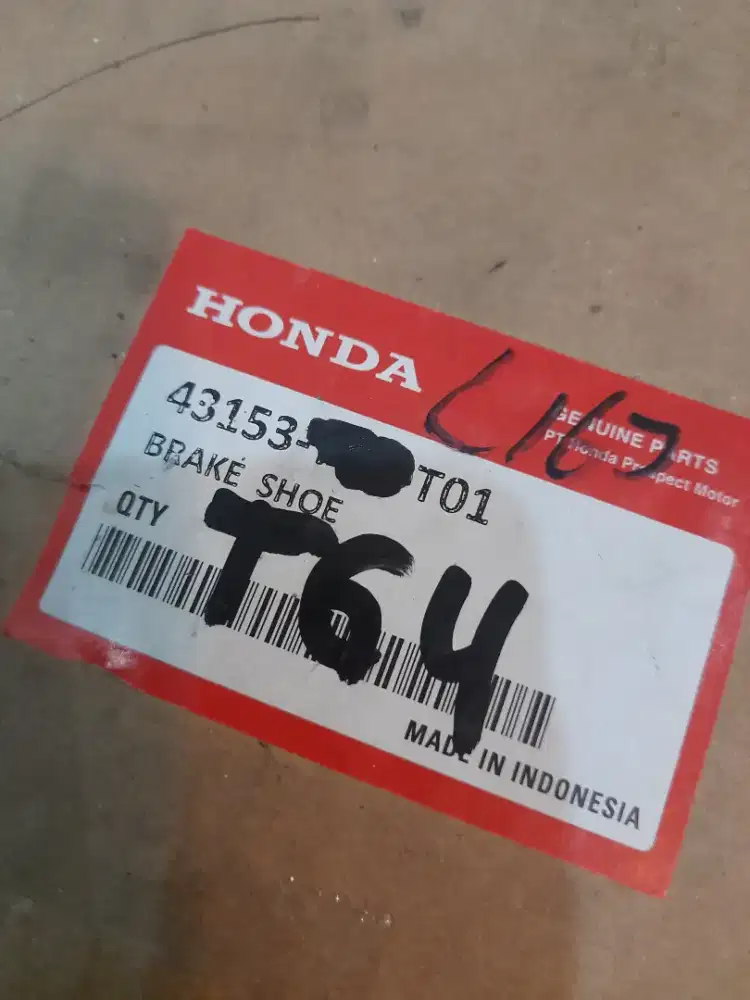 HONDA
GENUINE PARTS
PT Honda Prospect Motor
43153- T01
BRAKE SHOE
QTY
T64
MADE IN INDONESIA